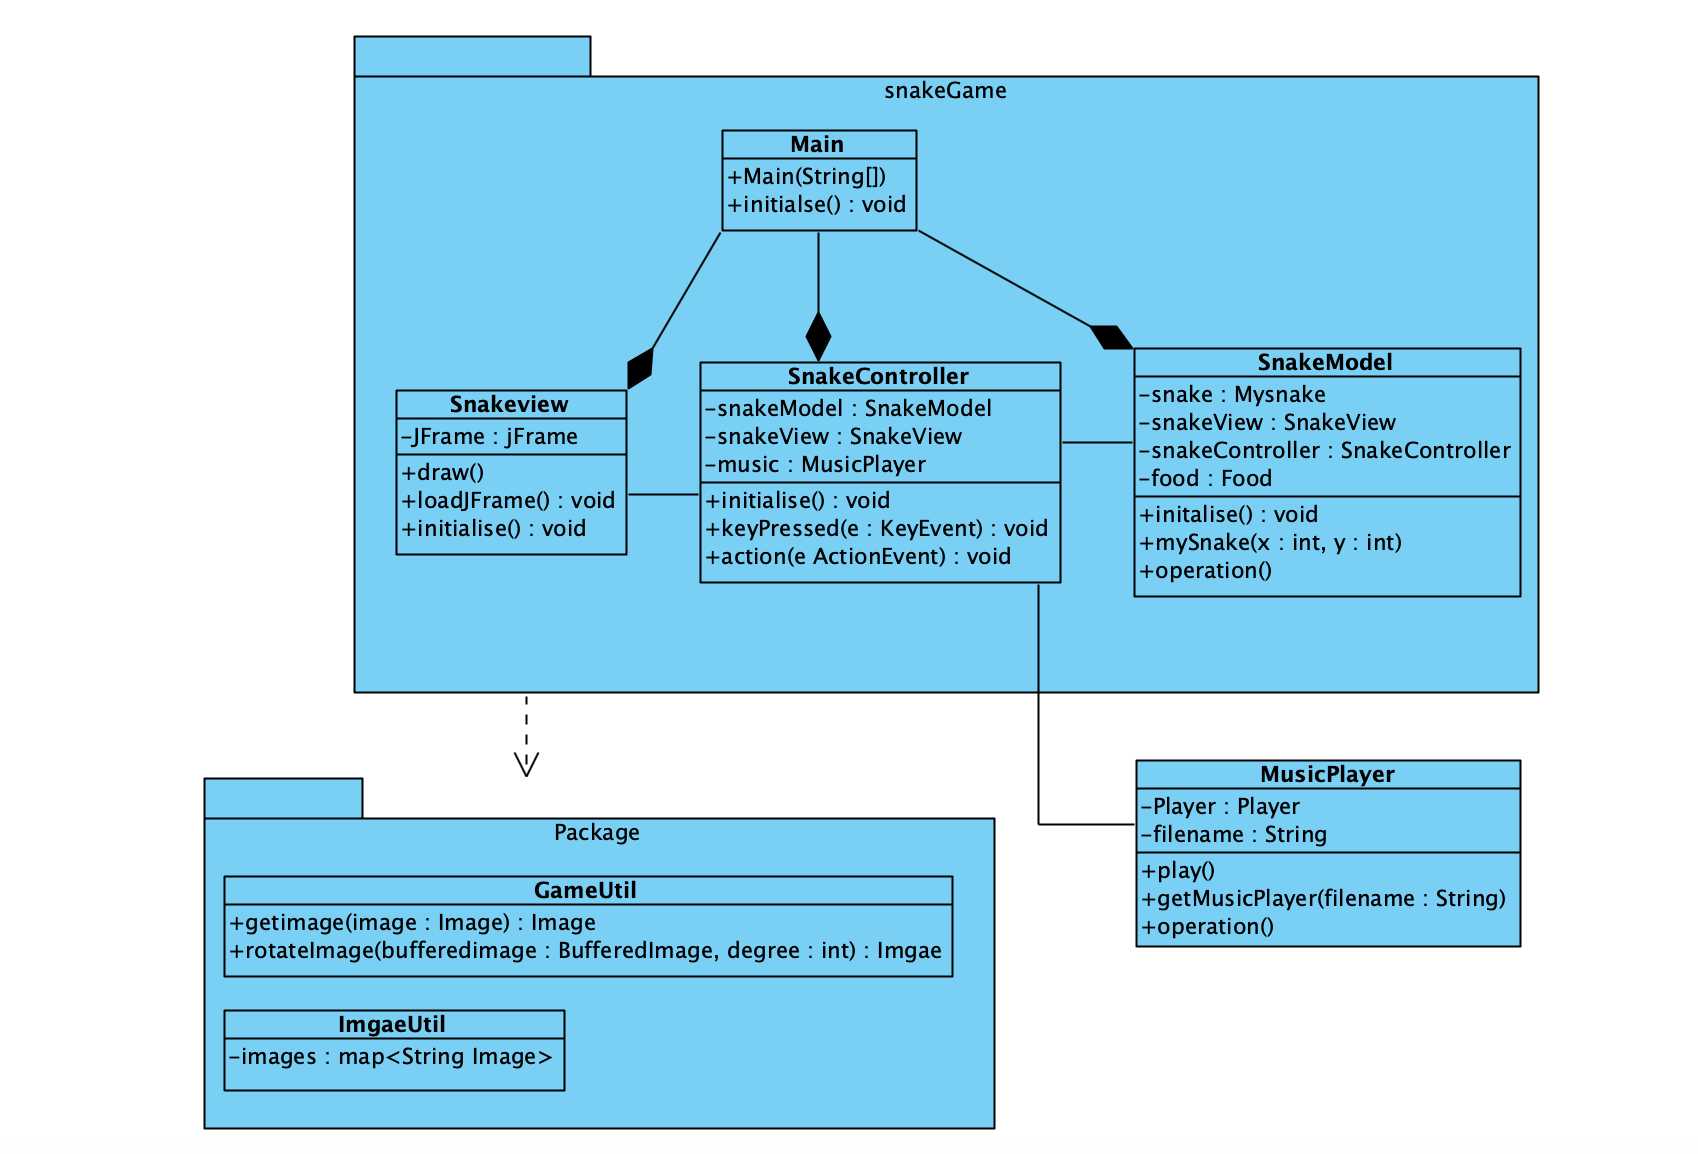 snakeGame
Main
+Main(String[])
+initialse() : void
Snakeview
-JFrame : jFrame
+draw()
+loadJFrame() : void
+initialise() : void
SnakeController
-snakeModel : SnakeModel
-snakeView : SnakeView
-music : MusicPlayer
+initialise() : void
+keyPressed(e : KeyEvent) : void
+action(e ActionEvent) : void
SnakeModel
-snake : Mysnake
-snakeView : SnakeView
-snakeController : SnakeController
-food : Food
+initalise() : void
+mySnake(x : int, y : int)
+operation()
MusicPlayer
-Player : Player
-filename : String
+play()
+getMusicPlayer(filename : String)
+operation()
Package
GameUtil
+getimage(image : Image) : Image
+rotateImage(bufferedimage : BufferedImage, degree : int) : Imgae
ImgaeUtil
-images : map<String Image>